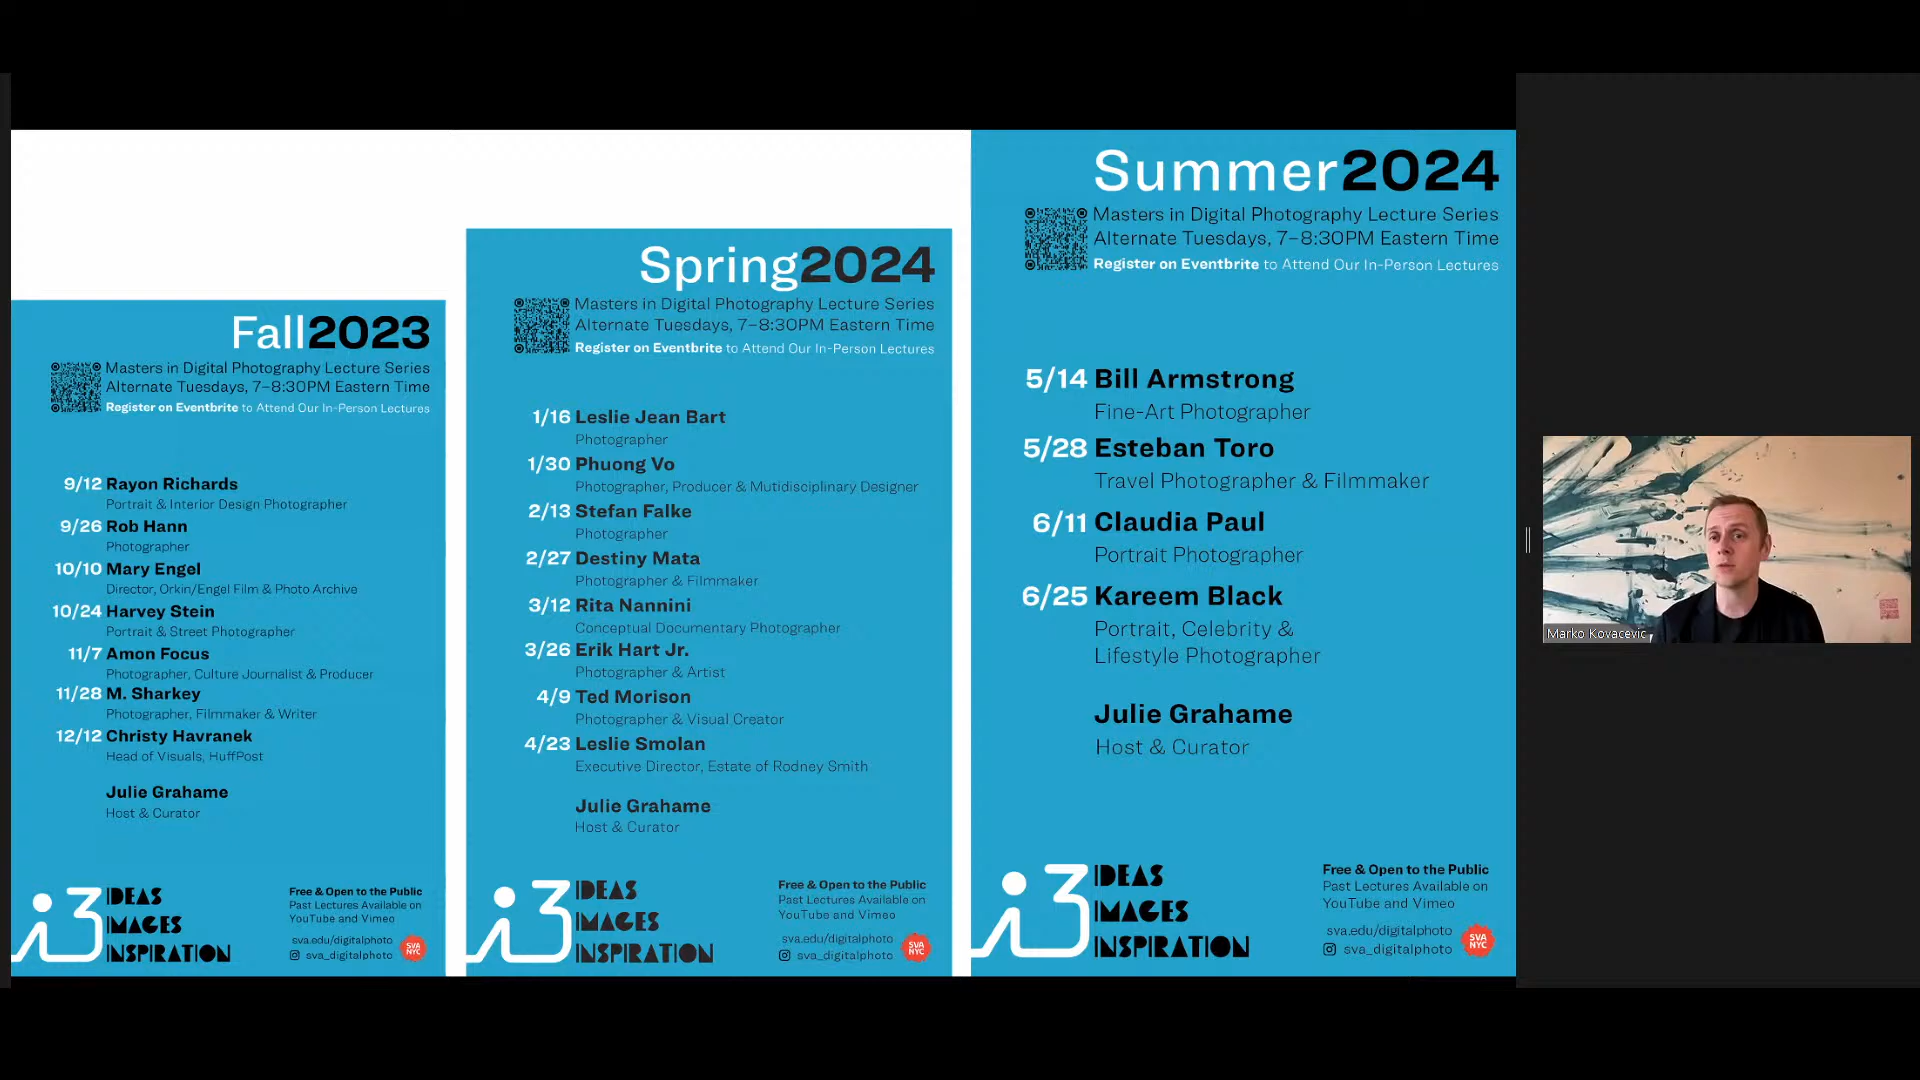 Fall2023
Masters in Digital Photography Lecture Series
Alternate Tuesdays, 7–8:30PM Eastern Time
Register on Eventbrite to Attend Our In-Person Lectures
9/12 Rayon Richards
Portrait & Interior Design Photographer
9/26 Rob Hann
Photographer
10/10 Mary Engel
Director, Orkin/Engel Film & Photo Archive
10/24 Harvey Stein
Portrait & Street Photographer
11/7 Amon Focus
Photographer, Culture Journalist & Producer
11/28 M. Sharkey
Photographer, Filmmaker & Writer
12/12 Christy Havranek
Head of Visuals, HuffPost
Julie Grahame
Host & Curator
i3 IDEAS
IMAGES
INSPIRATION
Free & Open to the Public
Past Lectures Available on
YouTube and Vimeo
sva.edu/digitalphoto
sva_digitalphoto
SVA
NYC
Spring2024
Masters in Digital Photography Lecture Series
Alternate Tuesdays, 7–8:30PM Eastern Time
Register on Eventbrite to Attend Our In-Person Lectures
1/16 Leslie Jean Bart
Photographer
1/30 Phuong Vo
Photographer, Producer & Mutidisciplinary Designer
2/13 Stefan Falke
Photographer
2/27 Destiny Mata
Photographer & Filmmaker
3/12 Rita Nannini
Conceptual Documentary Photographer
3/26 Erik Hart Jr.
Photographer & Artist
4/9 Ted Morison
Photographer & Visual Creator
4/23 Leslie Smolan
Executive Director, Estate of Rodney Smith
Julie Grahame
Host & Curator
i3 IDEAS
IMAGES
INSPIRATION
Free & Open to the Public
Past Lectures Available on
YouTube and Vimeo
sva.edu/digitalphoto
sva_digitalphoto
SVA
NYC
Summer2024
Masters in Digital Photography Lecture Series
Alternate Tuesdays, 7–8:30PM Eastern Time
Register on Eventbrite to Attend Our In-Person Lectures
5/14 Bill Armstrong
Fine-Art Photographer
5/28 Esteban Toro
Travel Photographer & Filmmaker
6/11 Claudia Paul
Portrait Photographer
6/25 Kareem Black
Portrait, Celebrity &
Lifestyle Photographer
Julie Grahame
Host & Curator
i3 IDEAS
IMAGES
INSPIRATION
Free & Open to the Public
Past Lectures Available on
YouTube and Vimeo
sva.edu/digitalphoto
sva_digitalphoto
SVA
NYC
Marko Kovacevic